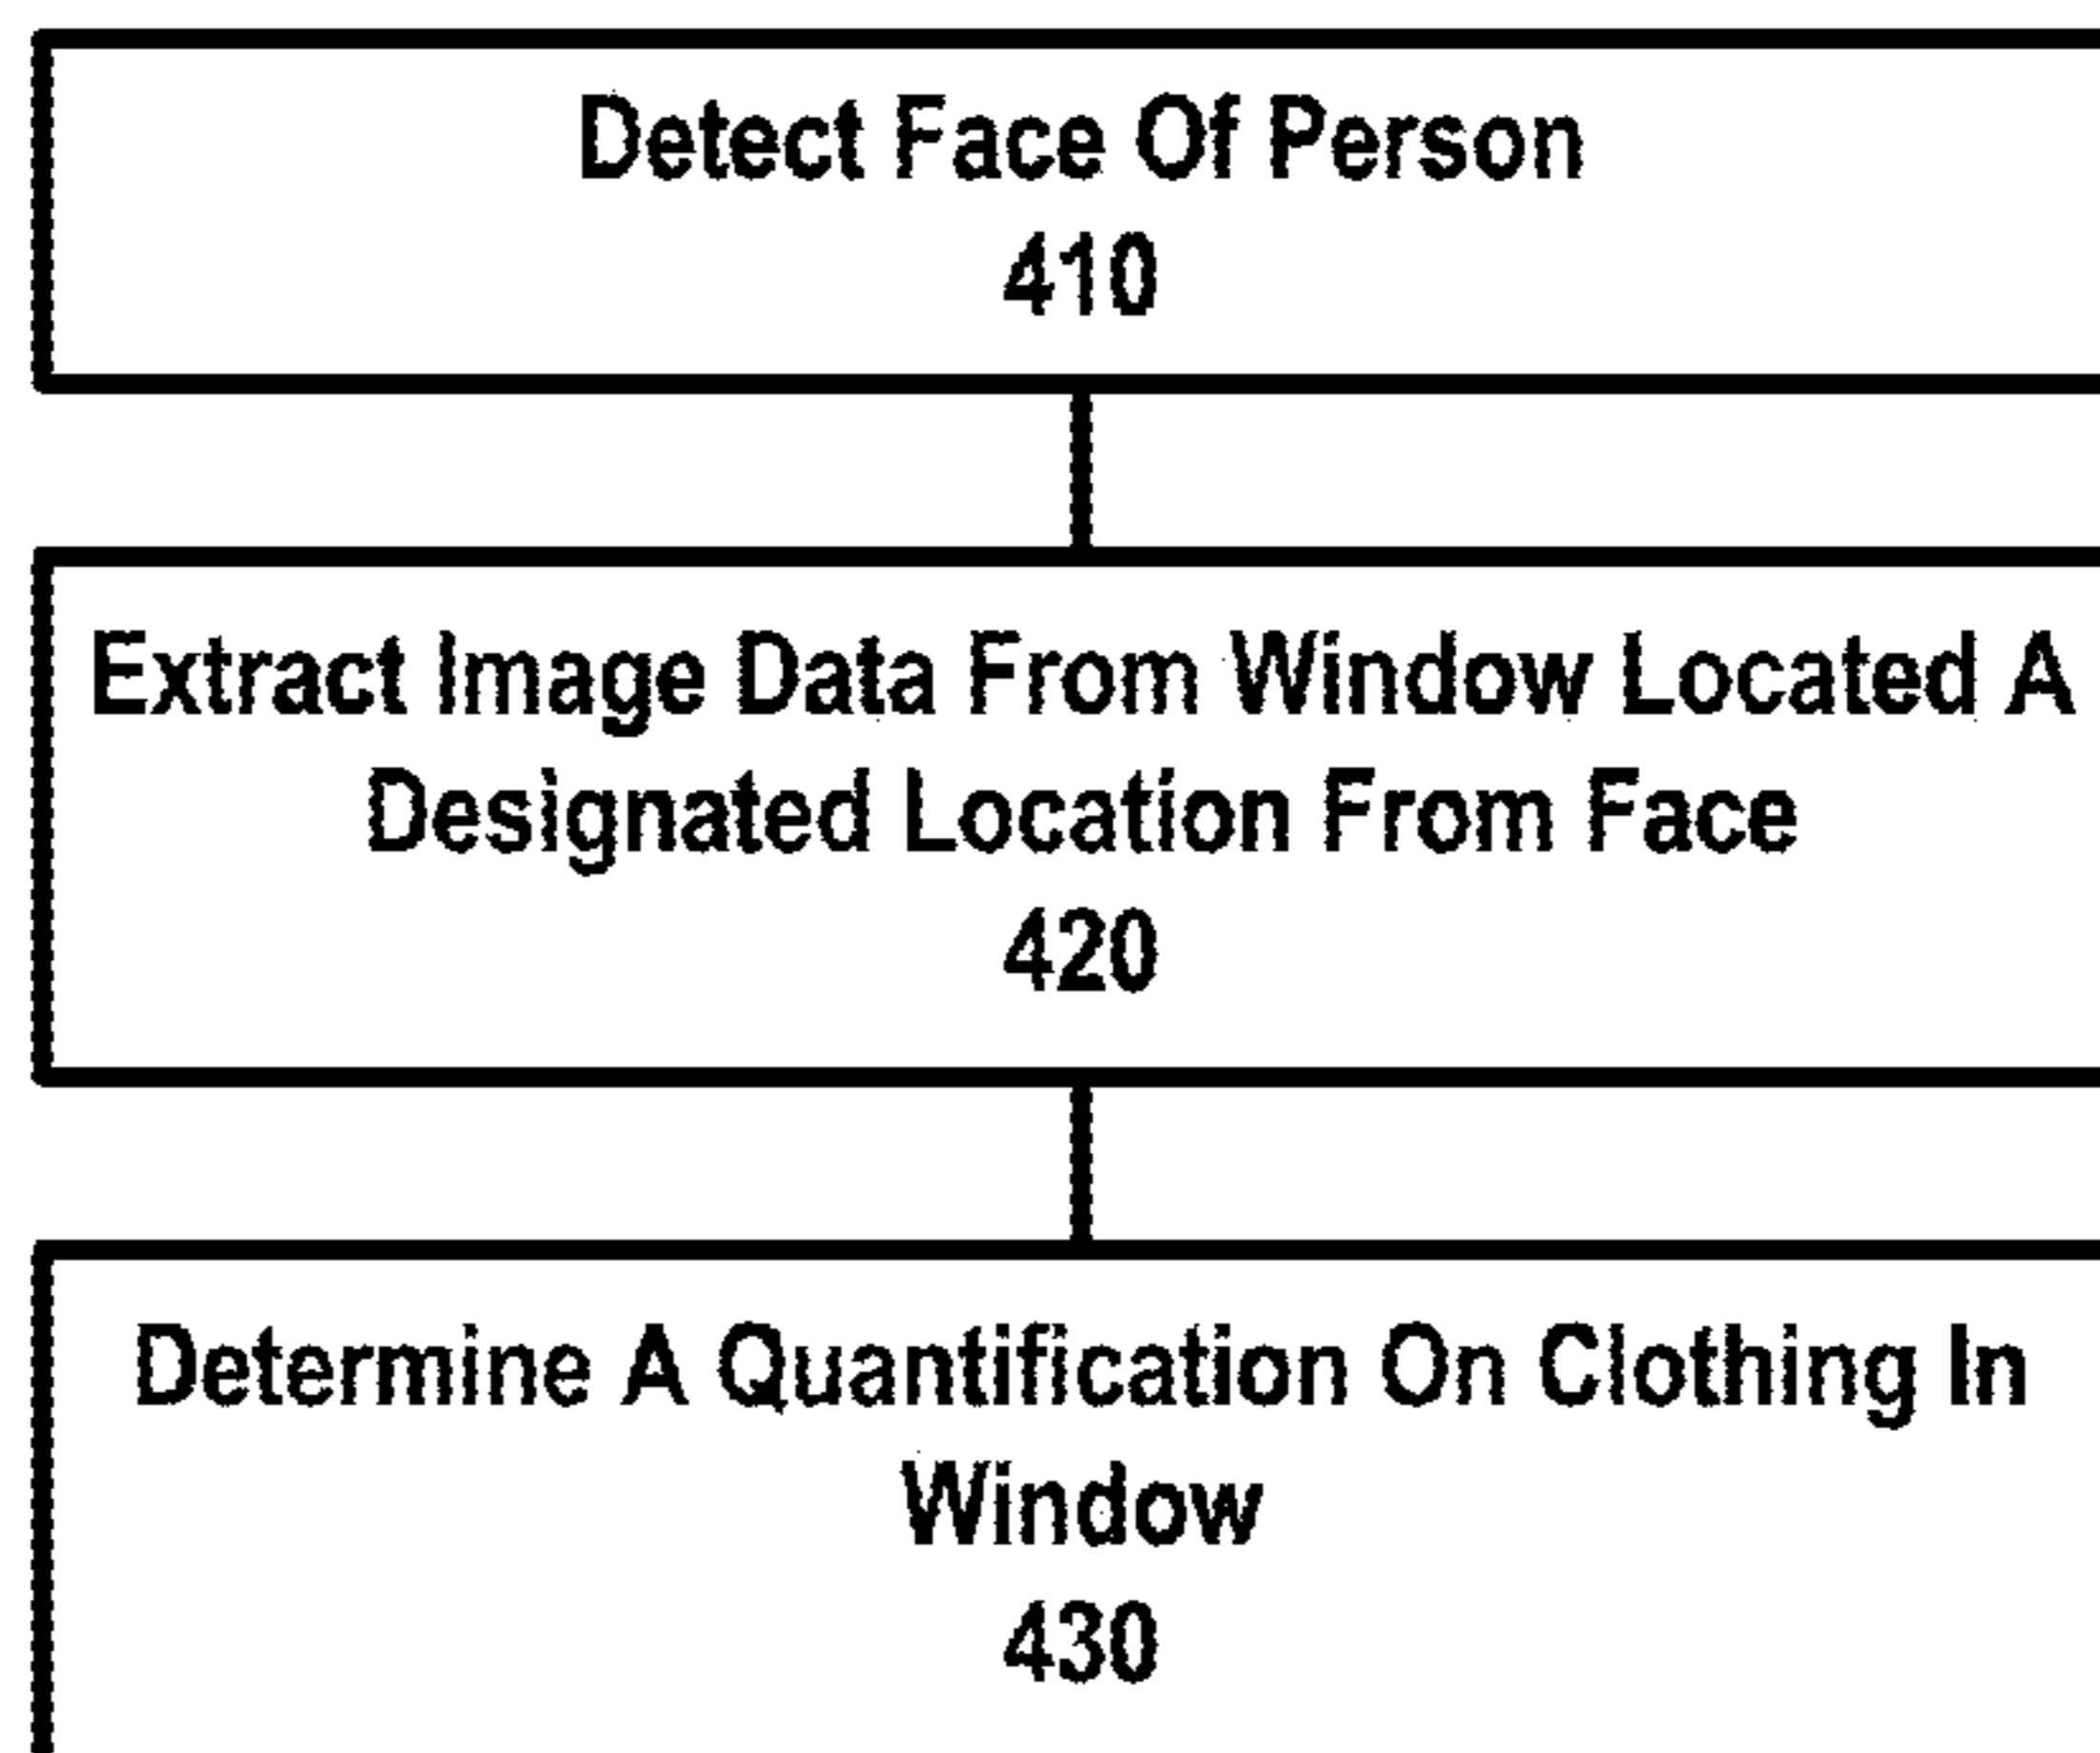 Detect Face Of Person
410
Extract Image Data From Window Located A
Designated Location From Face
420
Determine A Quantification On Clothing In
Window
430